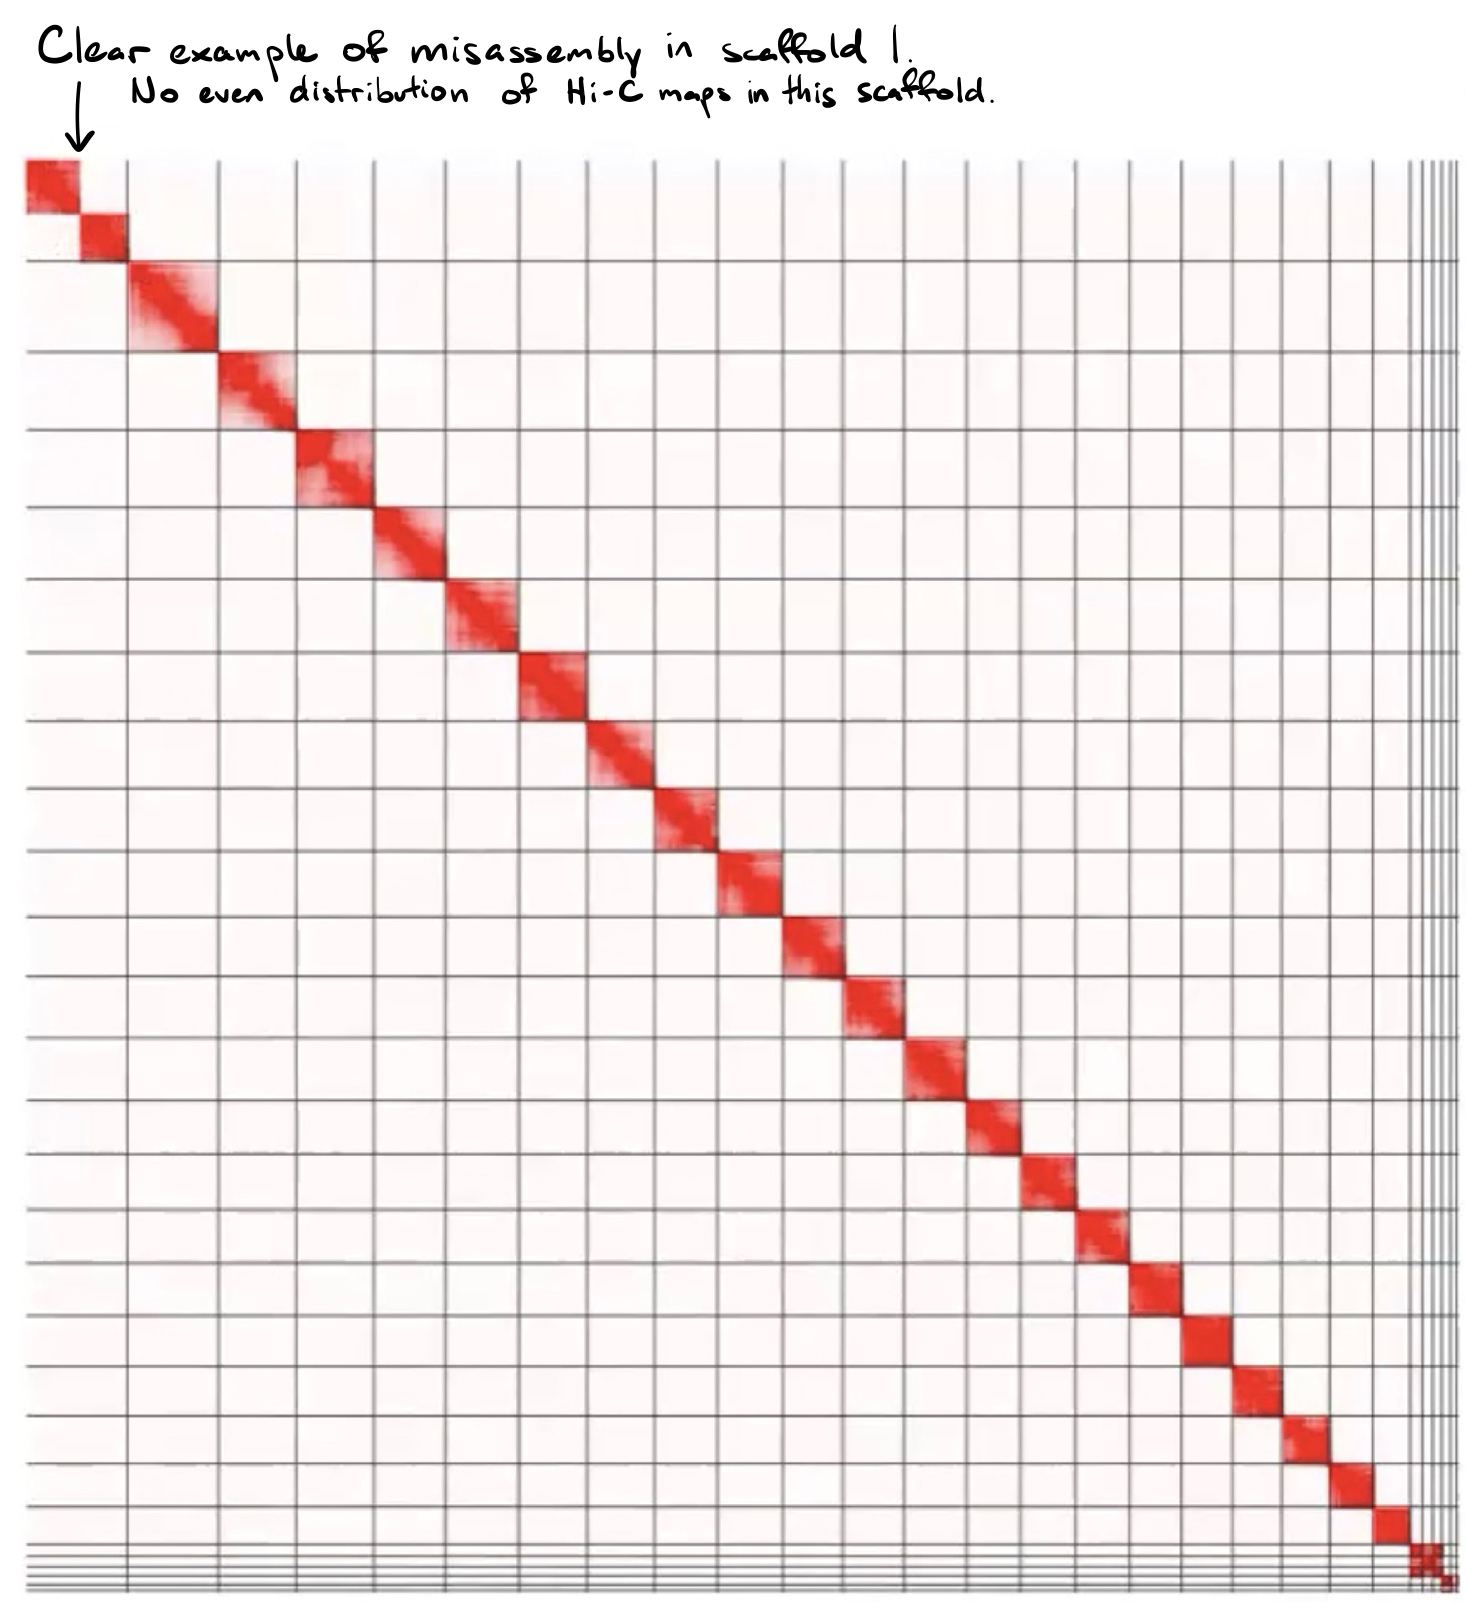 Clear example of misassembly in scaffold 1.
No even distribution of Hi-C maps in this scaffold.